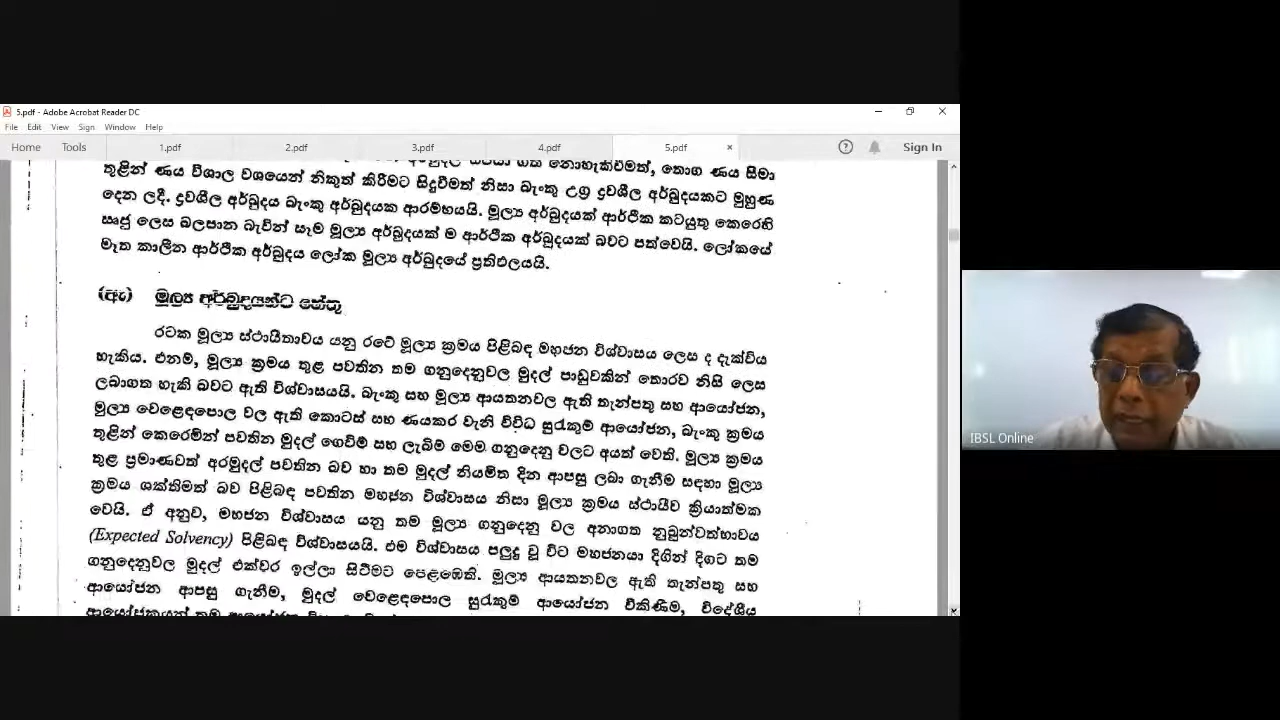 5.pdf - Adobe Acrobat Reader DC
File Edit View Sign Window Help
Home Tools 1.pdf 2.pdf 3.pdf 4.pdf 5.pdf × Sign In
නොහැකිවීමත්, තොග ණය සීමා
තුළින් ණය විශාල වශයෙන් නිකුත් කිරීමට සිදුවීමත් නිසා බැංකු උග්‍ර ද්‍රවශීල අර්බුදයකට මුහුණ
දෙන ලදී. ද්‍රවශීල අර්බුදය බැංකු අර්බුදයක ආරම්භයයි. මූල්‍ය අර්බුදයක් ආර්ථික කටයුතු කෙරෙහි
ඍජු ලෙස බලපාන බැවින් සෑම මූල්‍ය අර්බුදයක් ම ආර්ථික අර්බුදයක් බවට පත්වෙයි. ලෝකයේ
මෑත කාලීන ආර්ථික අර්බුදය ලෝක මූල්‍ය අර්බුදයේ ප්‍රතිඵලයයි.
(ඇ) මූල්‍ය අර්බුදයන්ට හේතු
රටක මූල්‍ය ස්ථායීතාවය යනු රටේ මූල්‍ය ක්‍රමය පිළිබඳ මහජන විශ්වාසය ලෙස ද දැක්විය
හැකිය. එනම්, මූල්‍ය ක්‍රමය තුළ පවතින තම ගනුදෙනුවල මුදල් පාඩුවකින් තොරව නිසි ලෙස
ලබාගත හැකි බවට ඇති විශ්වාසයයි. බැංකු සහ මූල්‍ය ආයතනවල ඇති තැන්පතු සහ ආයෝජන,
මූල්‍ය වෙළෙඳපොල වල ඇති කොටස් සහ ණයකර වැනි විවිධ සුරැකුම් ආයෝජන, බැංකු ක්‍රමය
තුළින් කෙරෙමින් පවතින මුදල් ගෙවීම් සහ ලැබීම් මෙම ගනුදෙනු වලට අයත් වෙති. මූල්‍ය ක්‍රමය
තුළ ප්‍රමාණවත් අරමුදල් පවතින බව හා තම මුදල් නියමිත දින ආපසු ලබා ගැනීම සඳහා මූල්‍ය
ක්‍රමය ශක්තිමත් බව පිළිබඳ පවතින මහජන විශ්වාසය නිසා මූල්‍ය ක්‍රමය ස්ථායීව ක්‍රියාත්මක
වෙයි. ඒ අනුව, මහජන විශ්වාසය යනු තම මූල්‍ය ගනුදෙනු වල අනාගත නුබුන්වත්භාවය
(Expected Solvency) පිළිබඳ විශ්වාසයයි. එම විශ්වාසය පලුදු වූ විට මහජනයා දිගින් දිගට තම
ගනුදෙනුවල මුදල් එක්වර ඉල්ලා සිටීමට පෙළඹෙති. මූල්‍ය ආයතනවල ඇති තැන්පතු සහ
ආයෝජන ආපසු ගැනීම, මුදල් වෙළෙඳපොල සුරැකුම් ආයෝජන විකිණීම, විදේශීය
IBSL Online